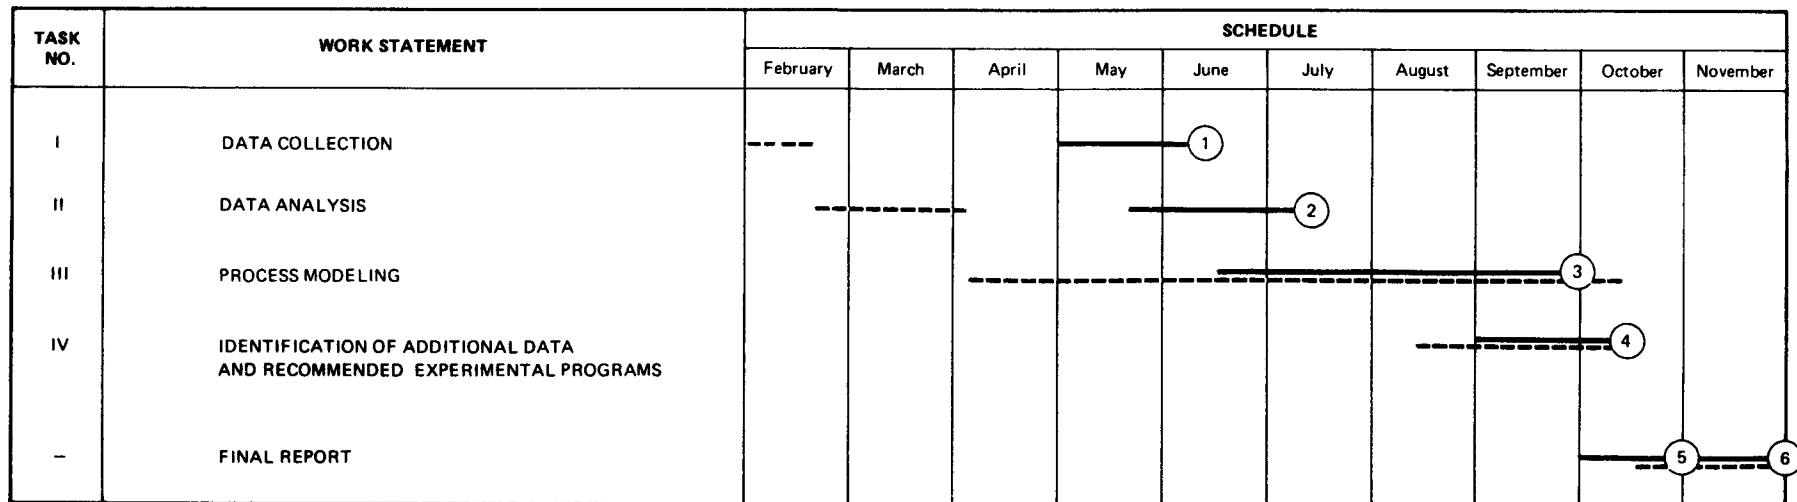 TASK NO. WORK STATEMENT SCHEDULE
February March April May June July August September October November
I DATA COLLECTION 1
II DATA ANALYSIS 2
III PROCESS MODELING 3
IV IDENTIFICATION OF ADDITIONAL DATA 4
AND RECOMMENDED EXPERIMENTAL PROGRAMS
– FINAL REPORT 5 6